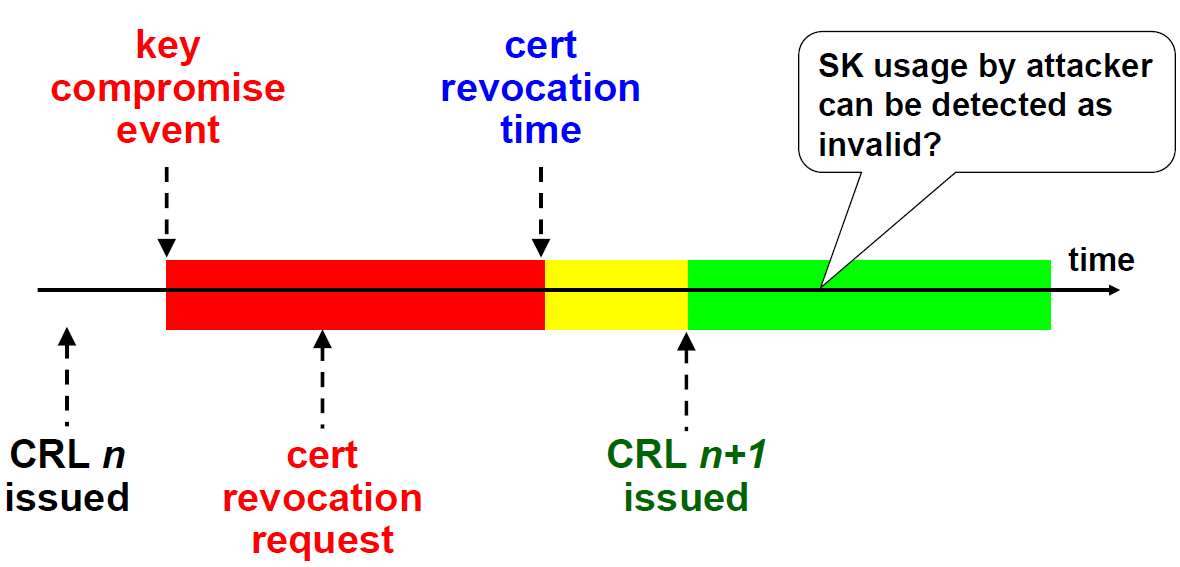 key
compromise
event
cert
revocation
time
SK usage by attacker
can be detected as
invalid?
time
CRL n
issued
cert
revocation
request
CRL n+1
issued